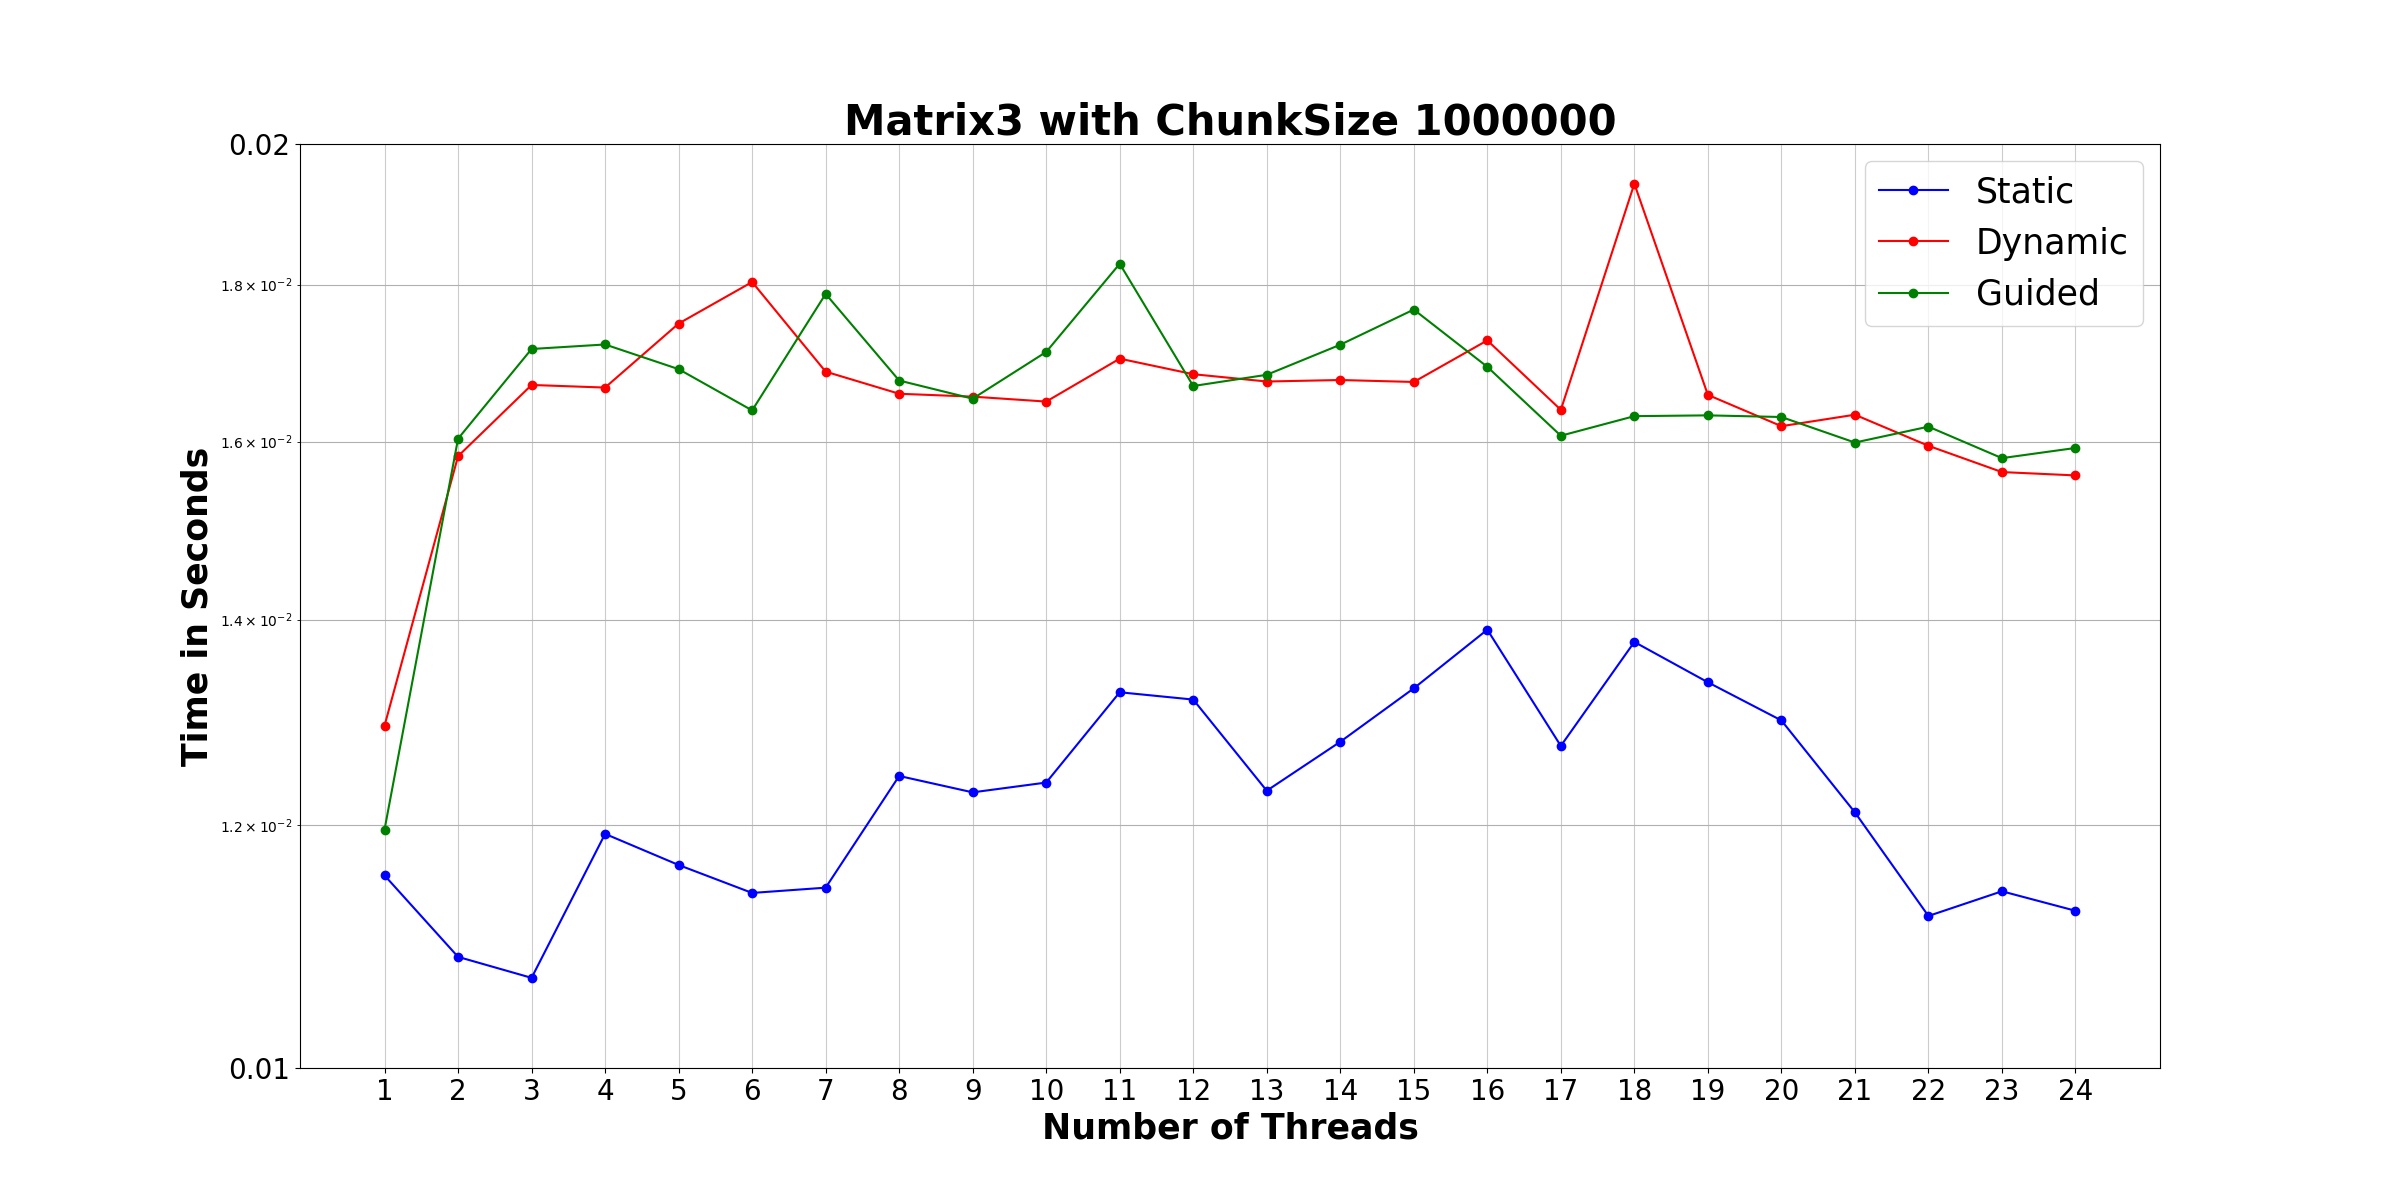 Matrix3 with ChunkSize 1000000
0.02
1.8 × 10⁻²
1.6 × 10⁻²
1.4 × 10⁻²
1.2 × 10⁻²
0.01
Time in Seconds
Static
Dynamic
Guided
1 2 3 4 5 6 7 8 9 10 11 12 13 14 15 16 17 18 19 20 21 22 23 24
Number of Threads